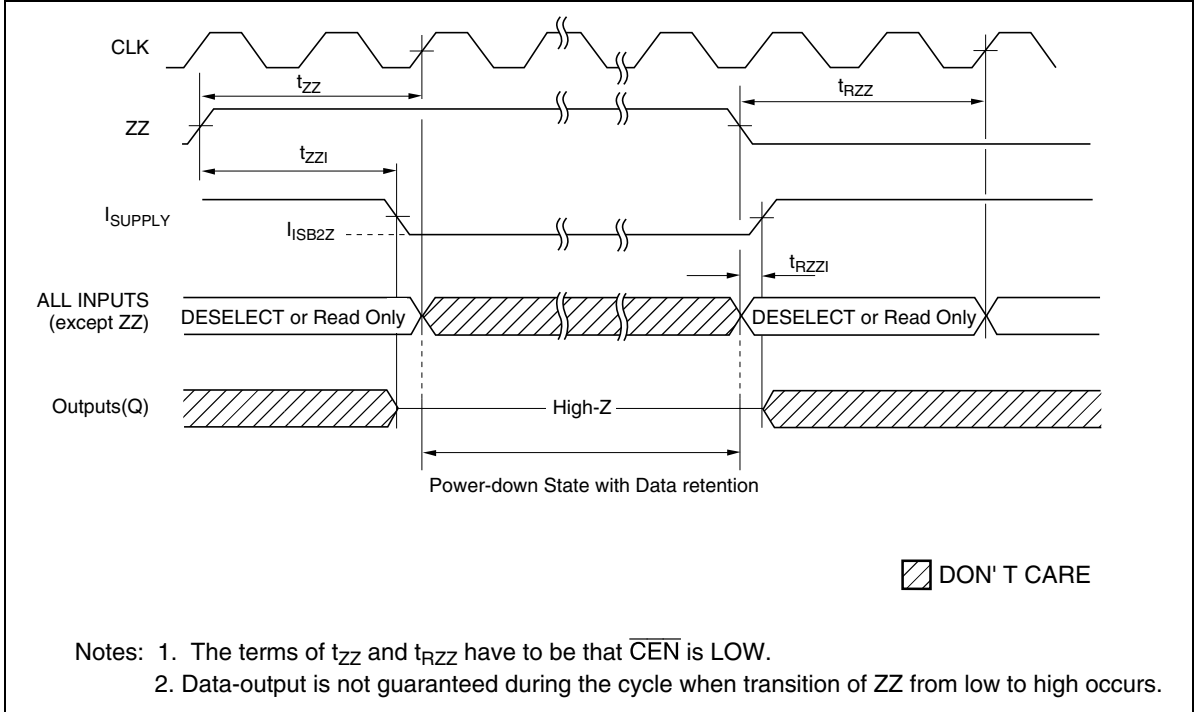 CLK
tZZ
tRZZ
ZZ
tZZI
ISUPPLY
IISB2Z
tRZZI
ALL INPUTS
(except ZZ)
DESELECT or Read Only
DESELECT or Read Only
Outputs(Q)
High-Z
Power-down State with Data retention
DON' T CARE
Notes: 1. The terms of tZZ and tRZZ have to be that C̅E̅N̅ is LOW.
2. Data-output is not guaranteed during the cycle when transition of ZZ from low to high occurs.